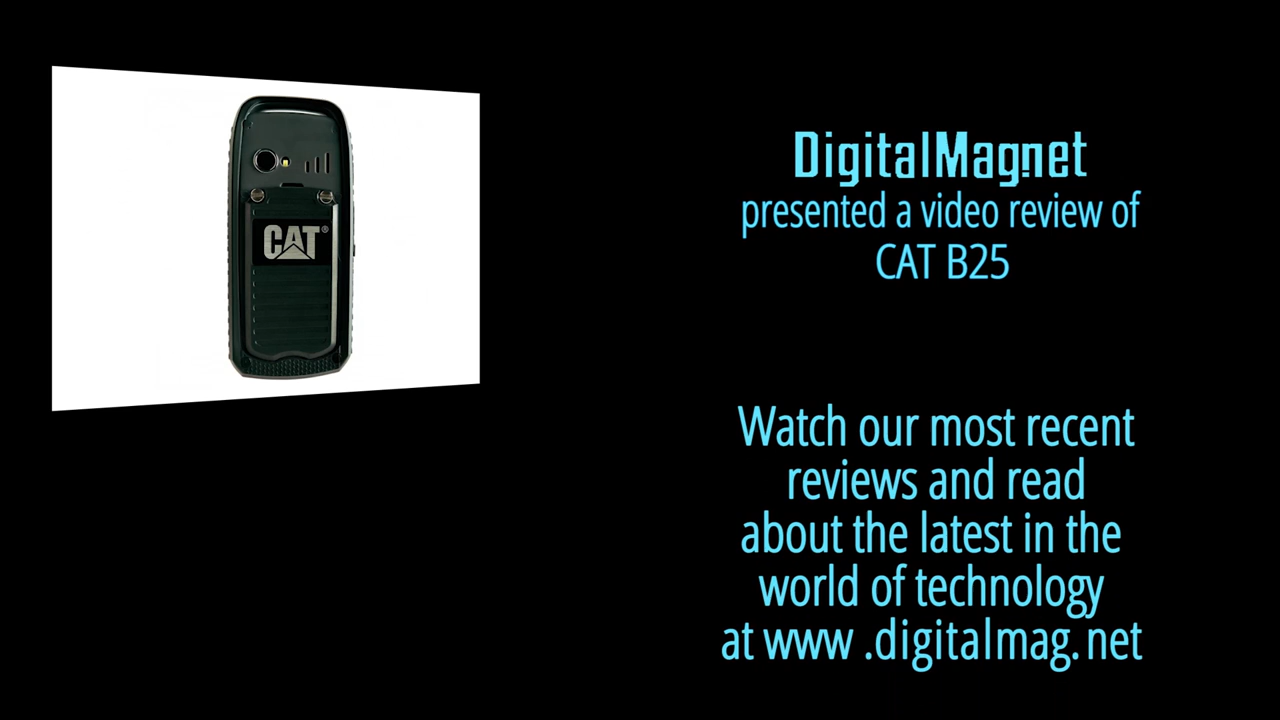 CAT®
DigitalMagnet
presented a video review of
CAT B25
Watch our most recent
reviews and read
about the latest in the
world of technology
at www .digitalmag. net